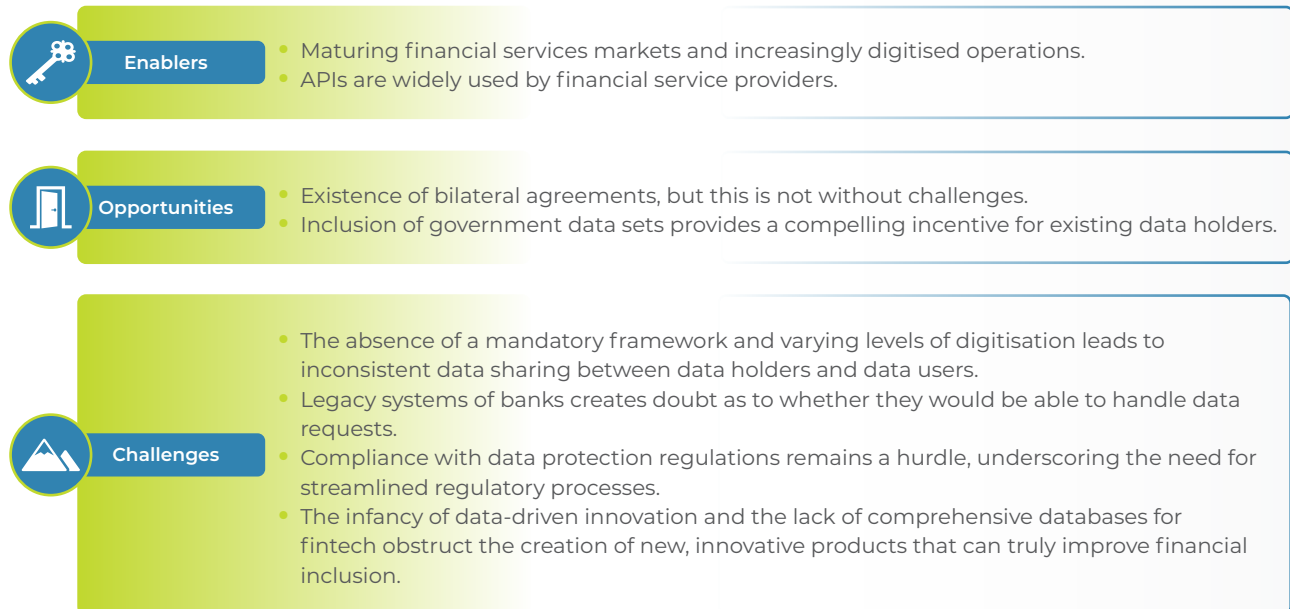 Enablers
• Maturing financial services markets and increasingly digitised operations.
• APIs are widely used by financial service providers.
Opportunities
• Existence of bilateral agreements, but this is not without challenges.
• Inclusion of government data sets provides a compelling incentive for existing data holders.
Challenges
• The absence of a mandatory framework and varying levels of digitisation leads to
inconsistent data sharing between data holders and data users.
• Legacy systems of banks creates doubt as to whether they would be able to handle data
requests.
• Compliance with data protection regulations remains a hurdle, underscoring the need for
streamlined regulatory processes.
• The infancy of data-driven innovation and the lack of comprehensive databases for
fintech obstruct the creation of new, innovative products that can truly improve financial
inclusion.